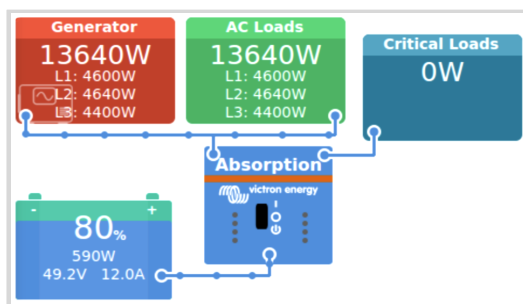 Generator
13640W
L1: 4600W
L2: 4640W
L3: 4400W
AC Loads
13640W
L1: 4600W
L2: 4640W
L3: 4400W
Critical Loads
0W
Absorption
victron energy
I
- +
80%
590W
49.2V 12.0A